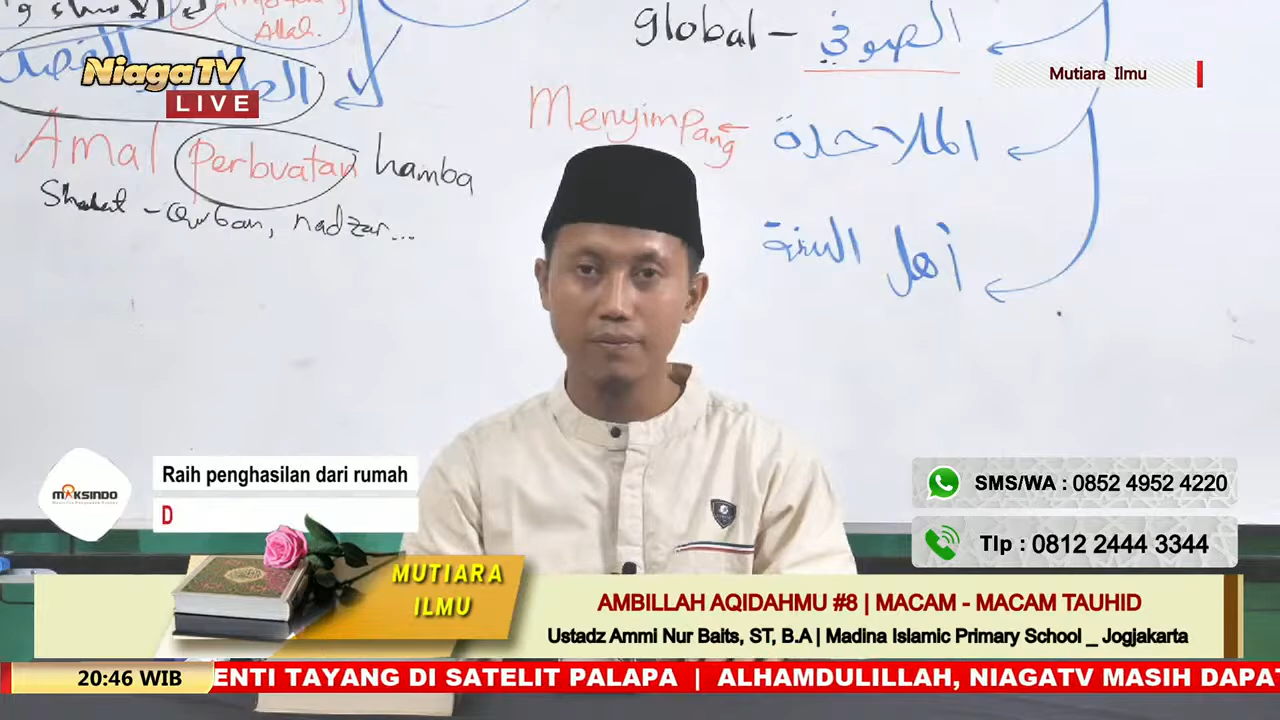 global – الصوفي
Allah.
NiagaTV
LIVE
Mutiara Ilmu
Menyimpang
الملاحدة
Amal perbuatan hamba
Shalat – Qurban, nadzar...
أهل السنة
MAKSINDO
Raih penghasilan dari rumah
D
SMS/WA : 0852 4952 4220
Tlp : 0812 2444 3344
MUTIARA
ILMU
AMBILLAH AQIDAHMU #8 | MACAM - MACAM TAUHID
Ustadz Ammi Nur Baits, ST, B.A | Madina Islamic Primary School _ Jogjakarta
20:46 WIB
ENTI TAYANG DI SATELIT PALAPA | ALHAMDULILLAH, NIAGATV MASIH DAPAT